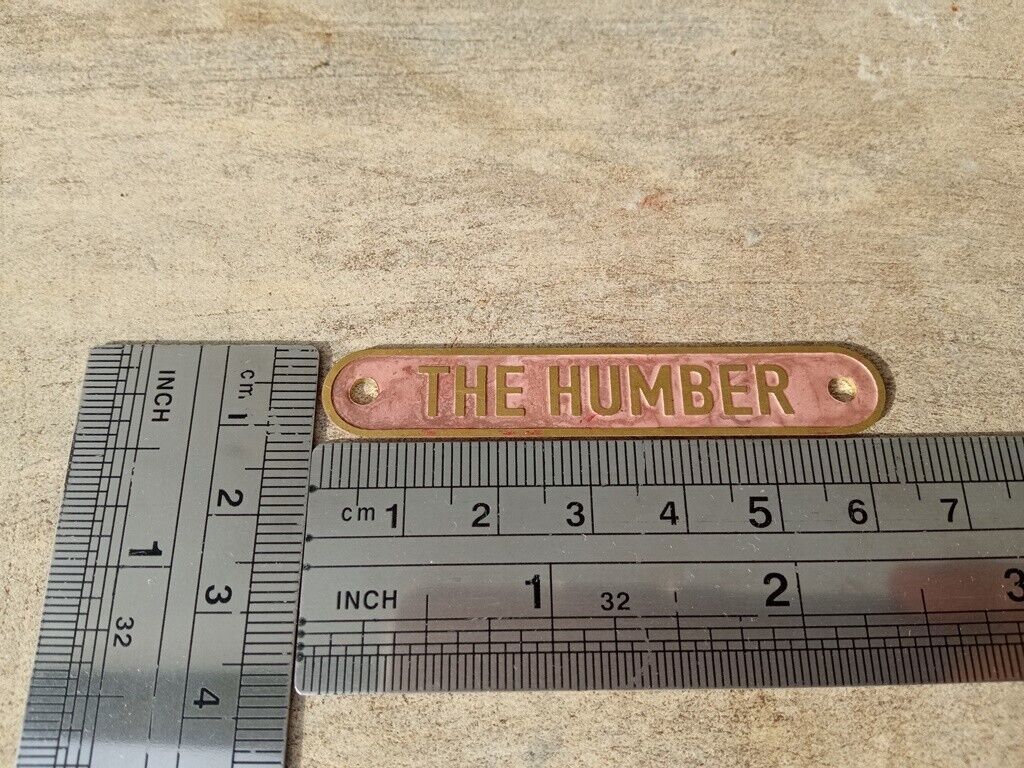 THE HUMBER
INCH
cm 1
2
3
4
1
32
cm 1 2 3 4 5 6 7
INCH 1 32 2 3